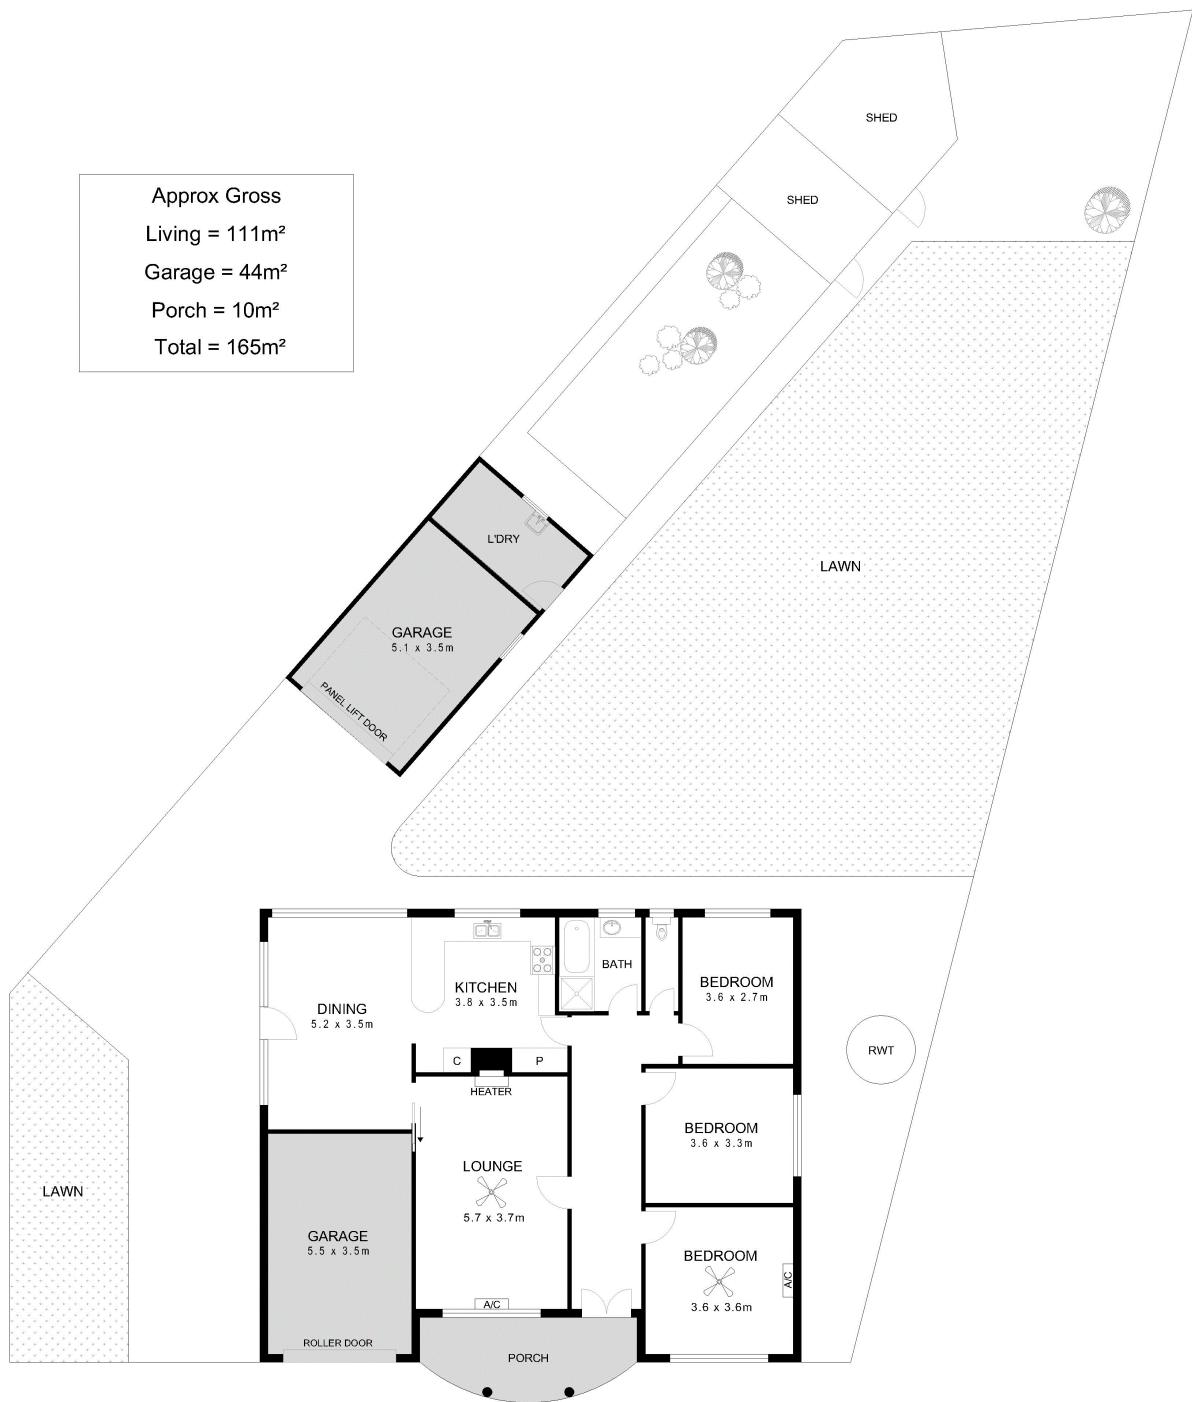 Approx Gross
Living = 111m²
Garage = 44m²
Porch = 10m²
Total = 165m²
SHED
SHED
L'DRY
GARAGE
5.1 x 3.5m
PANEL LIFT DOOR
LAWN
BATH
KITCHEN
3.8 x 3.5m
BEDROOM
3.6 x 2.7m
DINING
5.2 x 3.5m
C
P
HEATER
RWT
BEDROOM
3.6 x 3.3m
LOUNGE
5.7 x 3.7m
LAWN
GARAGE
5.5 x 3.5m
BEDROOM
3.6 x 3.6m
A/C
A/C
ROLLER DOOR
PORCH